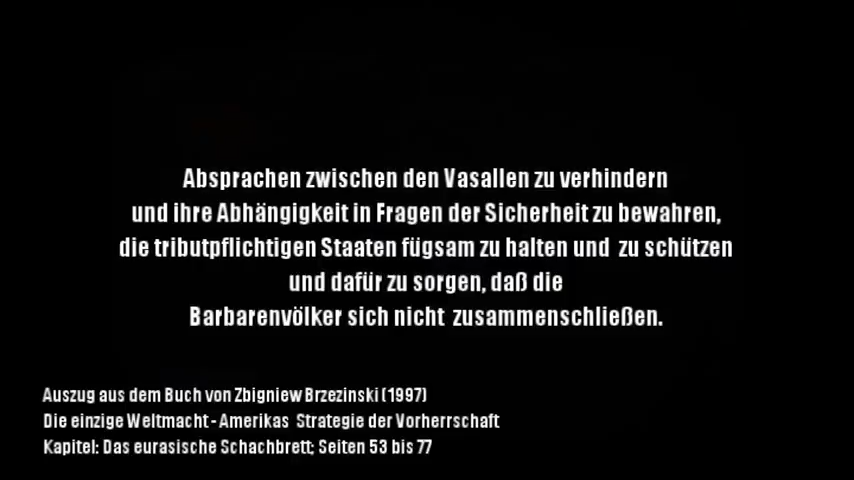 Absprachen zwischen den Vasallen zu verhindern
und ihre Abhängigkeit in Fragen der Sicherheit zu bewahren,
die tributpflichtigen Staaten fügsam zu halten und zu schützen
und dafür zu sorgen, daß die
Barbarenvölker sich nicht zusammenschließen.
Auszug aus dem Buch von Zbigniew Brzezinski (1997)
Die einzige Weltmacht - Amerikas Strategie der Vorherrschaft
Kapitel: Das eurasische Schachbrett; Seiten 53 bis 77